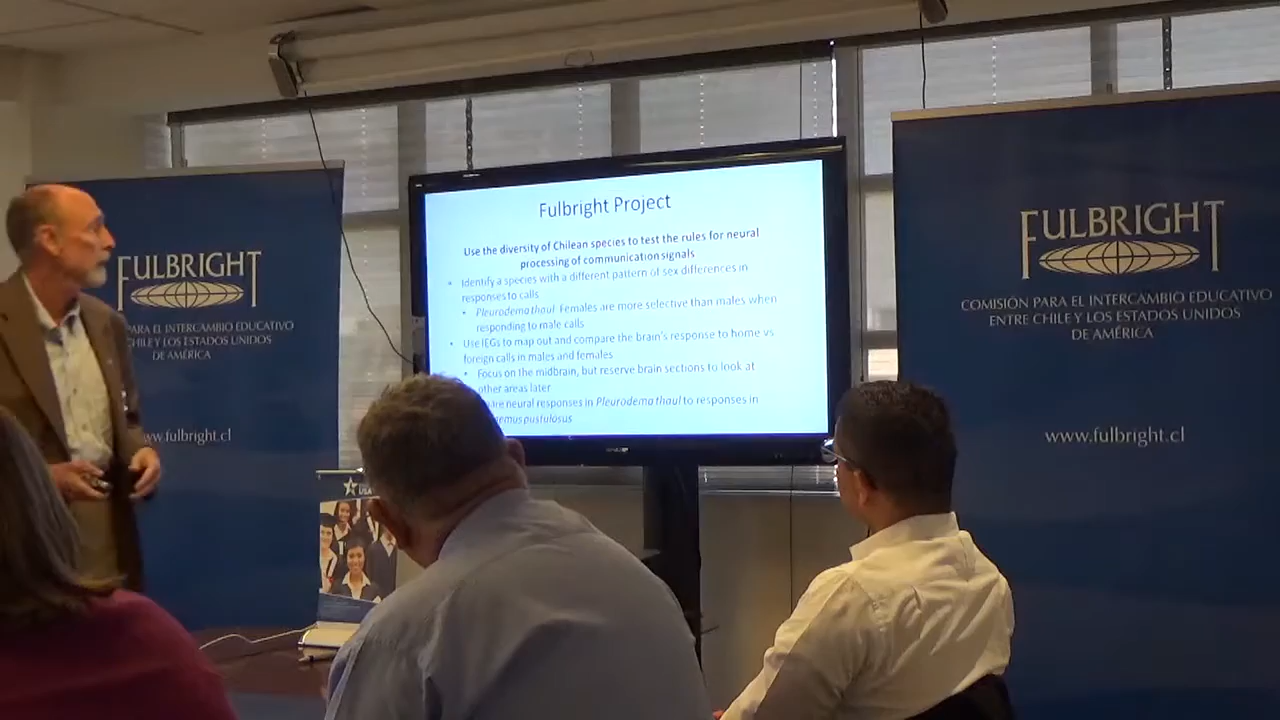 FULBRIGHT
PARA EL INTERCAMBIO EDUCATIVO
CHILE Y LOS ESTADOS UNIDOS
DE AMÉRICA
www.fulbright.cl
USA
Fulbright Project
Use the diversity of Chilean species to test the rules for neural
processing of communication signals
• Identify a species with a different pattern of sex differences in
responses to calls
• Pleurodema thaul. Females are more selective than males when
responding to male calls
• Use IEGs to map out and compare the brain's response to home vs
foreign calls in males and females
• Focus on the midbrain, but reserve brain sections to look at
other areas later
neural responses in Pleurodema thaul to responses in
pustulosus
FULBRIGHT
COMISIÓN PARA EL INTERCAMBIO EDUCATIVO
ENTRE CHILE Y LOS ESTADOS UNIDOS
DE AMÉRICA
www.fulbright.cl